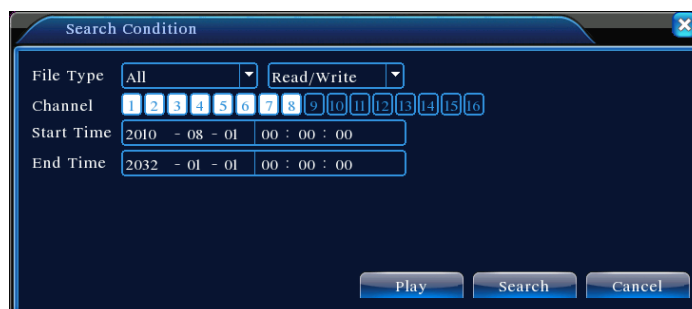 Search Condition
File Type All Read/Write
Channel 1 2 3 4 5 6 7 8 9 10 11 12 13 14 15 16
Start Time 2010 - 08 - 01 00 : 00 : 00
End Time 2032 - 01 - 01 00 : 00 : 00
Play Search Cancel